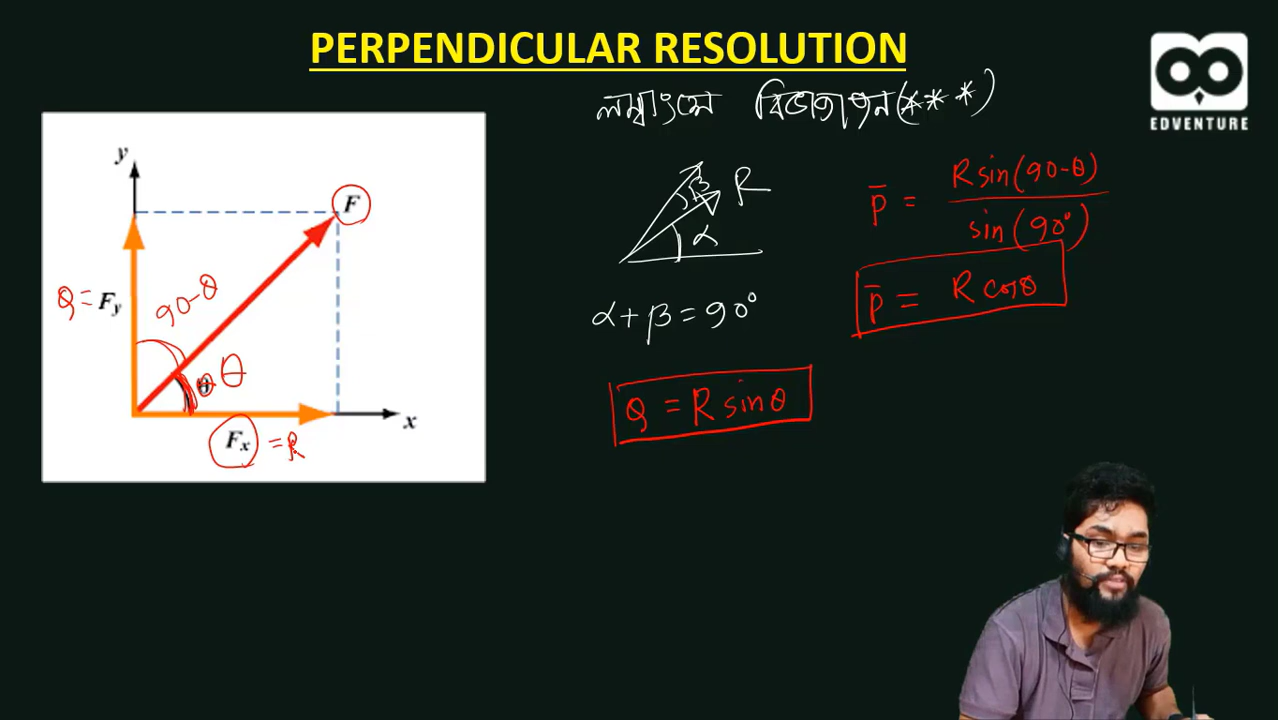 PERPENDICULAR RESOLUTION
EDVENTURE
লম্বাংশে বিভাজন (***)
y
F
Q = Fy
90-θ
θ θ
x
Fx = R
R
β
α
α + β = 90°
Q = R sinθ
P̄ = R sin(90-θ) / sin(90°)
P̄ = R cosθ